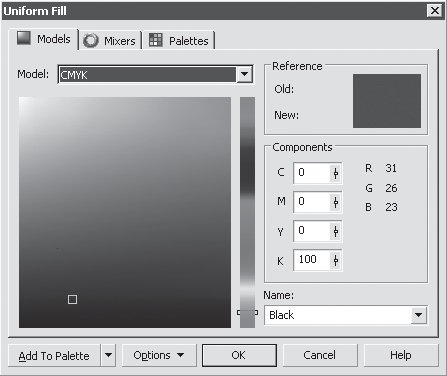 Uniform Fill
Models Mixers Palettes
Model: CMYK
Reference
Old:
New:
Components
C 0 R 31
M 0 G 26
Y 0 B 23
K 100
Name:
Black
Add To Palette Options OK Cancel Help